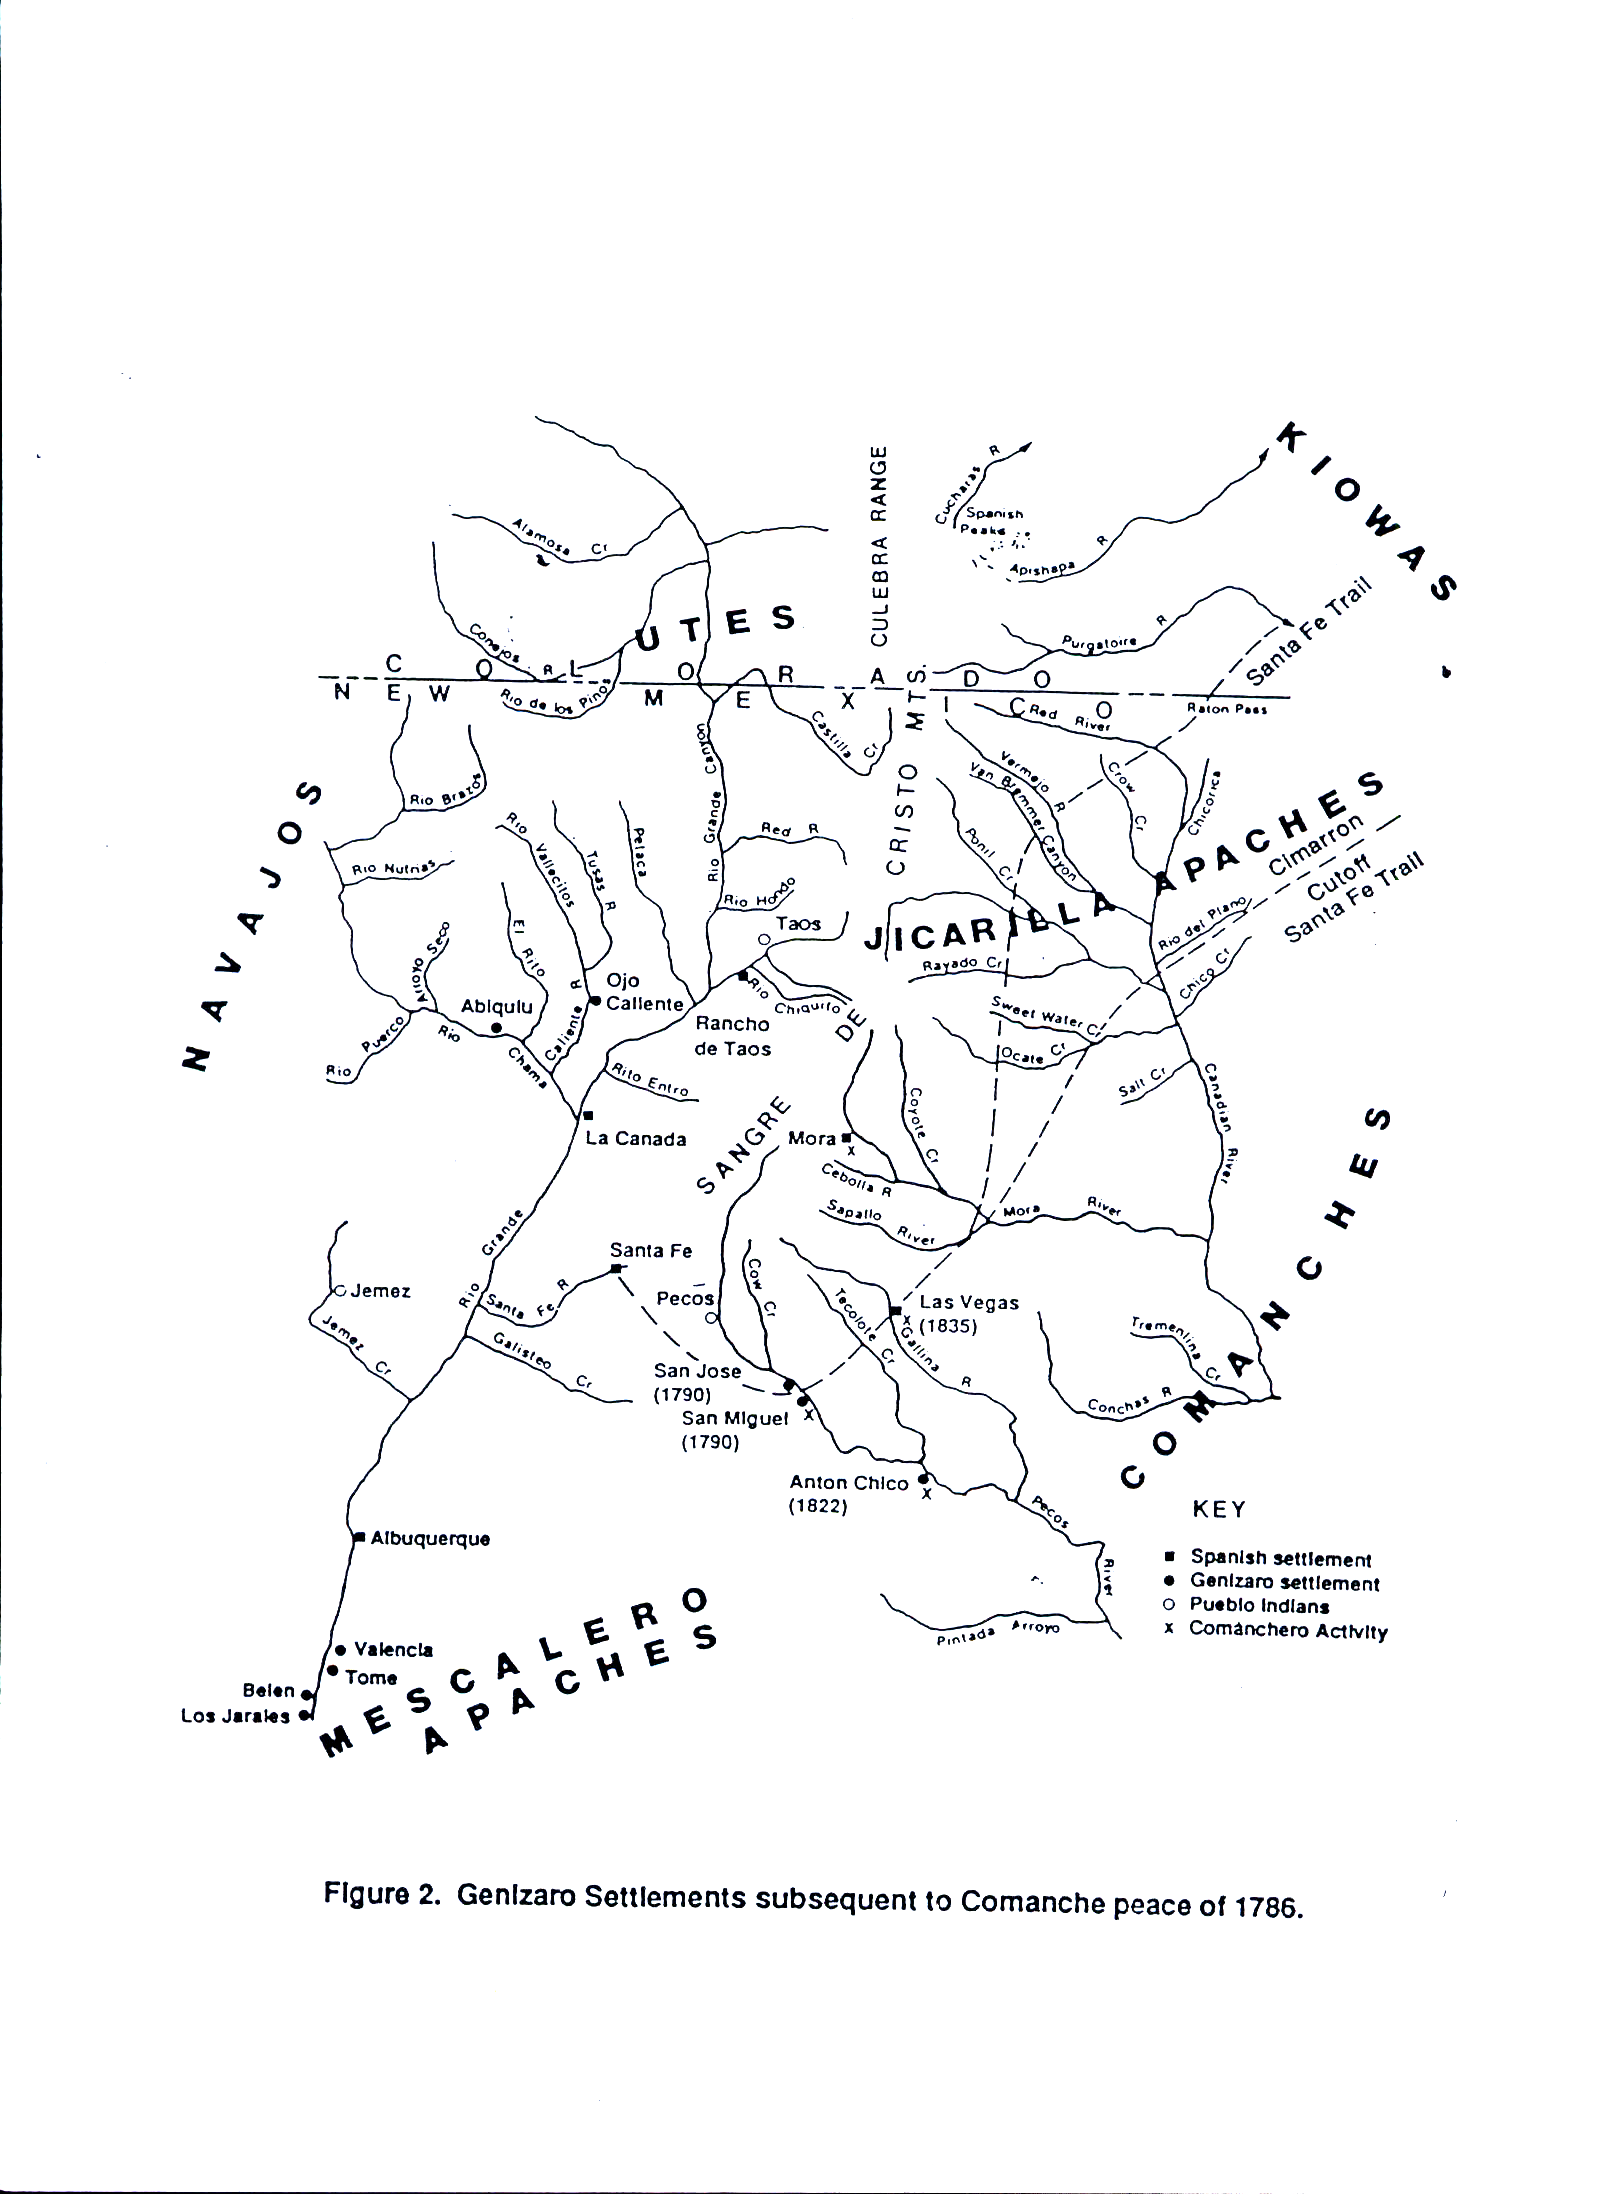 KIOWAS
CULEBRA RANGE
Cucharas R
Spanish
Peaks
Alamosa Cr
Apishapa R
Santa Fe Trail
UTES
Conejos R
Purgatoire R
COLORADO
NEW MEXICO
Rio de los Pinos
Raton Pass
SANGRE DE CRISTO MTS.
Red River
Castilla Cr
Rio Grande Canyon
Vermejo R
Van Bremmer Canyon
Crow Cr
Chicorica
NAVAJOS
Rio Brazos
Rio Vallecitos
Tusas R
Petaca
Red R
Ponil Cr
JICARILLA APACHES
Cimarron
Cutoff
Santa Fe Trail
Rio Nutrias
Rio Hondo
Taos
Rio del Plano
Arroyo Seco
El Rito
Rayado Cr
Chico Cr
Ojo
Caliente
Abiquiu
Caliente R
Rio Chiquito
Rancho
de Taos
Sweet Water Cr
Rio Puerco
Rio Chama
Ocate Cr
Rito Entro
Salt Cr
Canadian River
La Canada
Mora
x
Coyote Cr
Cebolla R
Sapallo River
Mora River
COMANCHES
Rio Grande
Santa Fe
Jemez
Santa Fe R
Pecos
Cow Cr
Tecolote Cr
Las Vegas
(1835)
x
Gallina R
Jemez Cr
Galisteo Cr
Trementina Cr
San Jose
(1790)
Conchas R
San Miguel
(1790)
x
Anton Chico
(1822)
x
Pecos River
Albuquerque
Pintada Arroyo
KEY
Spanish settlement
Genizaro settlement
Pueblo Indians
x Comanchero Activity
Valencia
Tome
Belen
Los Jarales
MESCALERO
APACHES
Figure 2. Genizaro Settlements subsequent to Comanche peace of 1786.